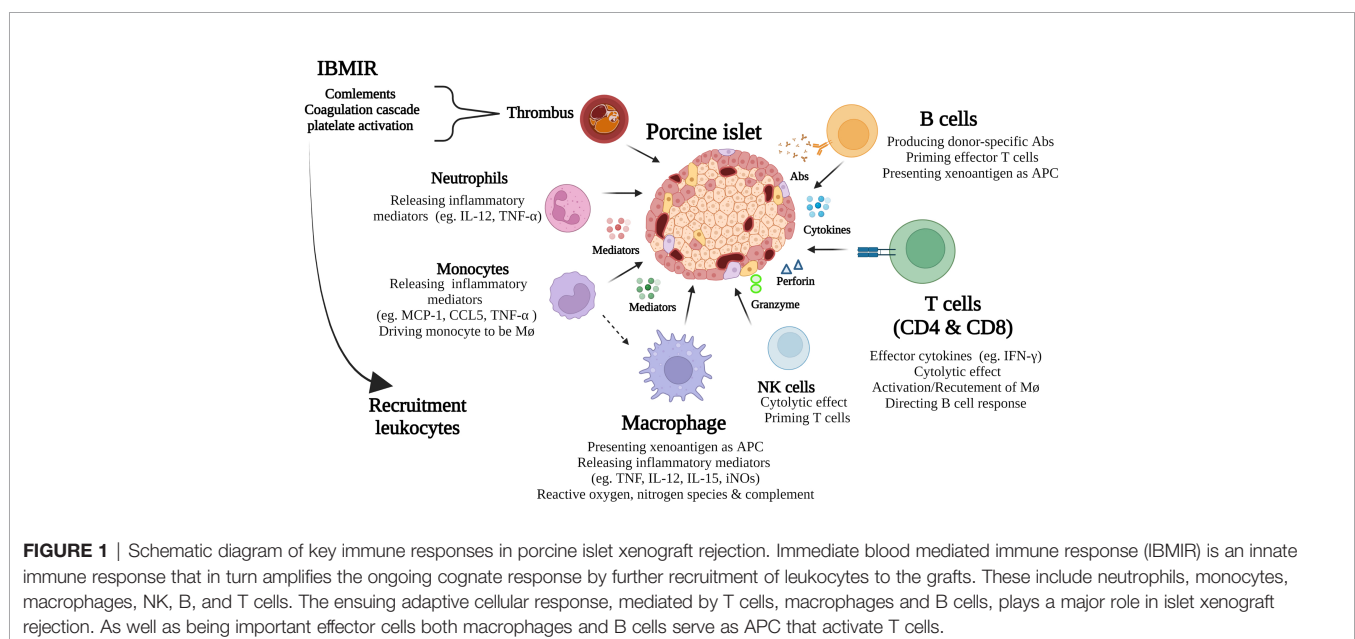 IBMIR
Comlements
Coagulation cascade
platelate activation
Thrombus
Porcine islet
B cells
Producing donor-specific Abs
Priming effector T cells
Presenting xenoantigen as APC
Abs
Neutrophils
Releasing inflammatory
mediators (eg. IL-12, TNF-α)
Mediators
Cytokines
Monocytes
Releasing inflammatory
mediators
(eg. MCP-1, CCL5, TNF-α )
Driving monocyte to be Mø
Mediators
Perforin
Granzyme
T cells
(CD4 & CD8)
Effector cytokines (eg. IFN-γ)
Cytolytic effect
Activation/Recutement of Mø
Directing B cell response
NK cells
Cytolytic effect
Priming T cells
Recruitment
leukocytes
Macrophage
Presenting xenoantigen as APC
Releasing inflammatory mediators
(eg. TNF, IL-12, IL-15, iNOs)
Reactive oxygen, nitrogen species & complement
FIGURE 1 | Schematic diagram of key immune responses in porcine islet xenograft rejection. Immediate blood mediated immune response (IBMIR) is an innate
immune response that in turn amplifies the ongoing cognate response by further recruitment of leukocytes to the grafts. These include neutrophils, monocytes,
macrophages, NK, B, and T cells. The ensuing adaptive cellular response, mediated by T cells, macrophages and B cells, plays a major role in islet xenograft
rejection. As well as being important effector cells both macrophages and B cells serve as APC that activate T cells.